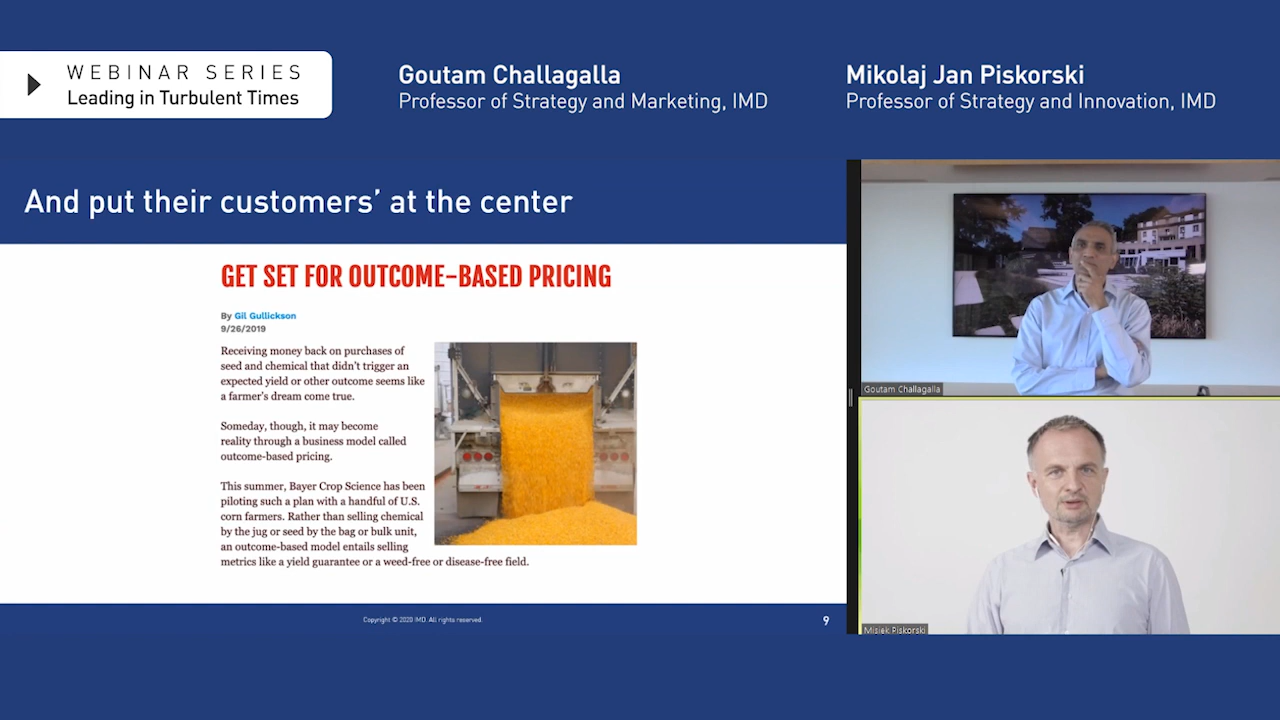 WEBINAR SERIES
Leading in Turbulent Times
Goutam Challagalla
Professor of Strategy and Marketing, IMD
Mikolaj Jan Piskorski
Professor of Strategy and Innovation, IMD
And put their customers’ at the center
GET SET FOR OUTCOME-BASED PRICING
By Gil Gullickson
9/26/2019
Receiving money back on purchases of
seed and chemical that didn’t trigger an
expected yield or other outcome seems like
a farmer’s dream come true.
Someday, though, it may become
reality through a business model called
outcome-based pricing.
This summer, Bayer Crop Science has been
piloting such a plan with a handful of U.S.
corn farmers. Rather than selling chemical
by the jug or seed by the bag or bulk unit,
an outcome-based model entails selling
metrics like a yield guarantee or a weed-free or disease-free field.
Copyright © 2020 IMD. All rights reserved.
9
Goutam Challagalla
Misiek Piskorski